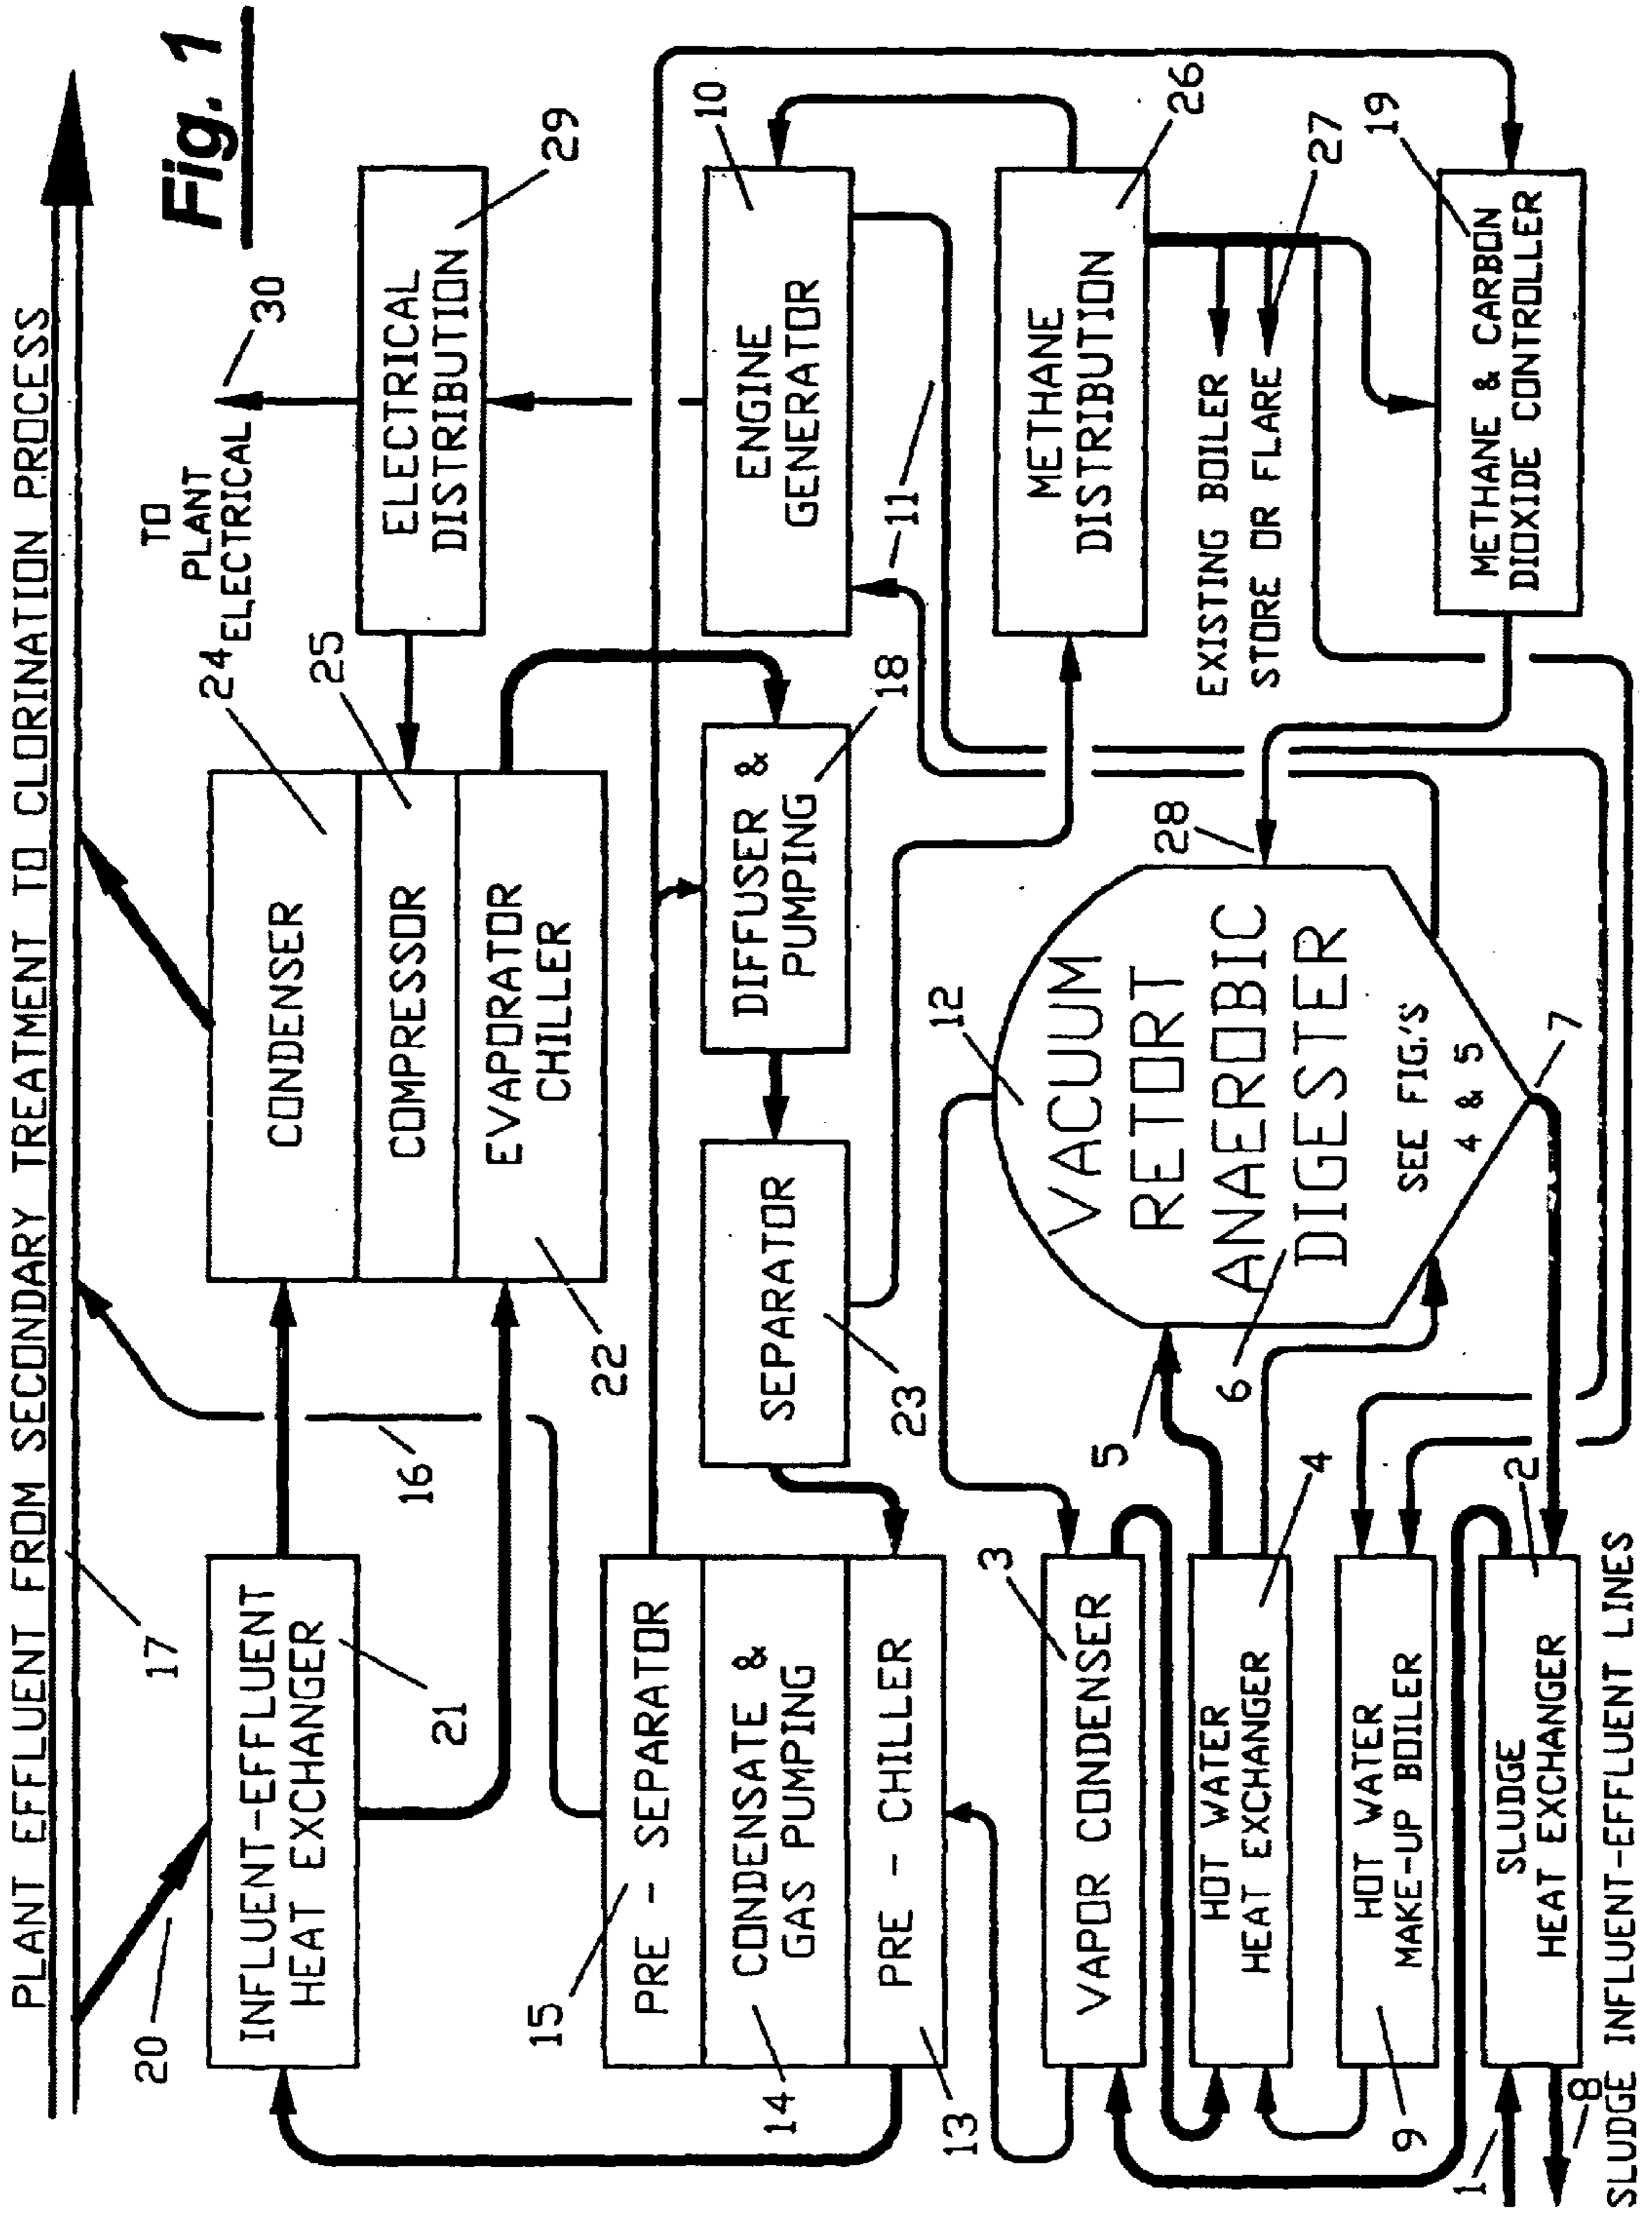 PLANT EFFLUENT FROM SECONDARY TREATMENT TO CLORINATION PROCESS
Fig. 1
17
20
16
24
TO
PLANT
ELECTRICAL
30
INFLUENT-EFFLUENT
HEAT EXCHANGER
21
CONDENSER
25
COMPRESSOR
EVAPORATOR
CHILLER
22
ELECTRICAL
DISTRIBUTION
29
15
PRE - SEPARATOR
14
CONDENSATE &
GAS PUMPING
13
PRE - CHILLER
SEPARATOR
23
DIFFUSER &
PUMPING
18
ENGINE
GENERATOR
10
11
3
VAPOR CONDENSER
12
VACUUM
RETORT
ANAEROBIC
DIGESTER
SEE FIG.'S
4 & 5
5
6
7
28
METHANE
DISTRIBUTION
26
EXISTING BOILER
STORE OR FLARE
27
HOT WATER
HEAT EXCHANGER
4
HOT WATER
MAKE-UP BOILER
9
METHANE & CARBON
DIOXIDE CONTROLLER
19
SLUDGE
HEAT EXCHANGER
2
1
8
SLUDGE INFLUENT-EFFLUENT LINES